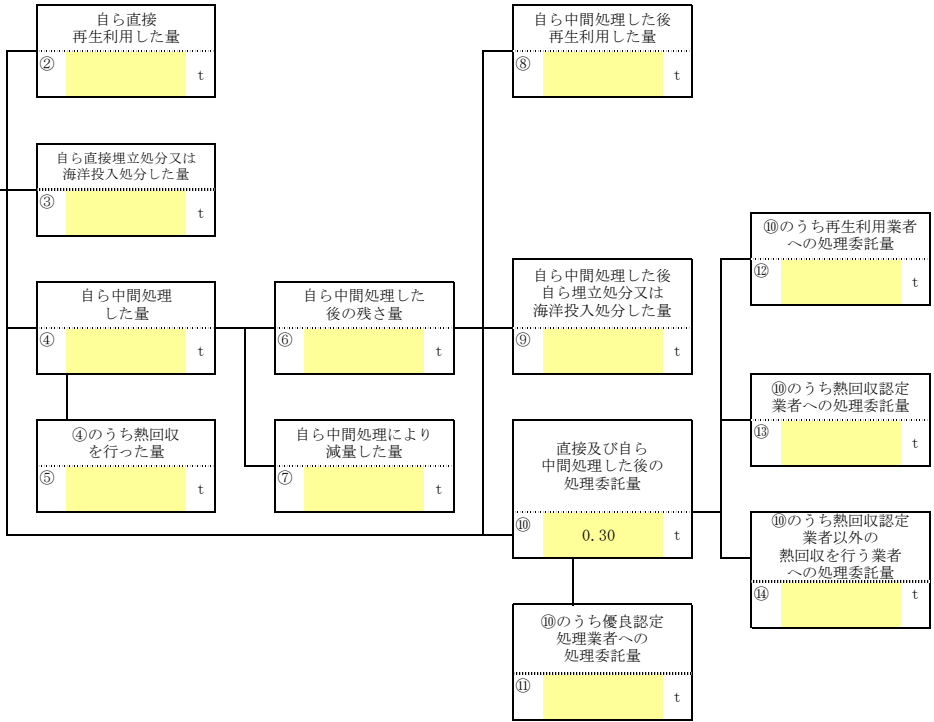 自ら直接
再生利用した量
②
t
自ら中間処理した後
再生利用した量
⑧
t
自ら直接埋立処分又は
海洋投入処分した量
③
t
⑩のうち再生利用業者
への処理委託量
⑫
t
自ら中間処理
した量
④
t
自ら中間処理した
後の残さ量
⑥
t
自ら中間処理した後
自ら埋立処分又は
海洋投入処分した量
⑨
t
⑩のうち熱回収認定
業者への処理委託量
⑬
t
④のうち熱回収
を行った量
⑤
t
自ら中間処理により
減量した量
⑦
t
直接及び自ら
中間処理した後の
処理委託量
⑩
0.30 t
⑩のうち熱回収認定
業者以外の
熱回収を行う業者
への処理委託量
⑭
t
⑩のうち優良認定
処理業者への
処理委託量
⑪
t